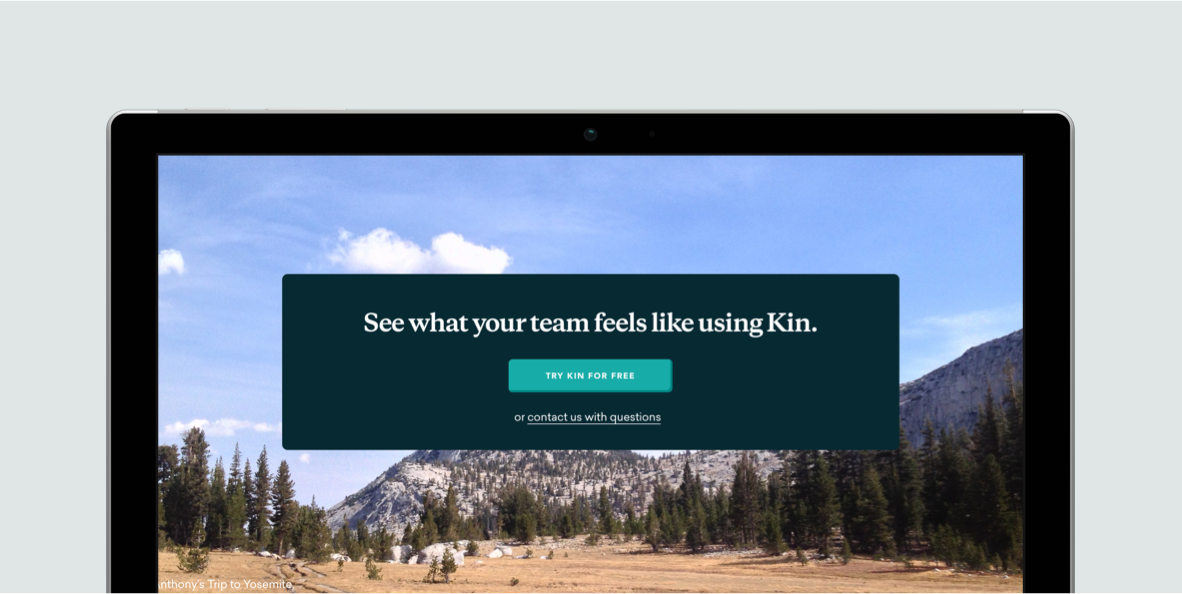 See what your team feels like using Kin.
TRY KIN FOR FREE
or contact us with questions
nthony's Trip to Yosemite